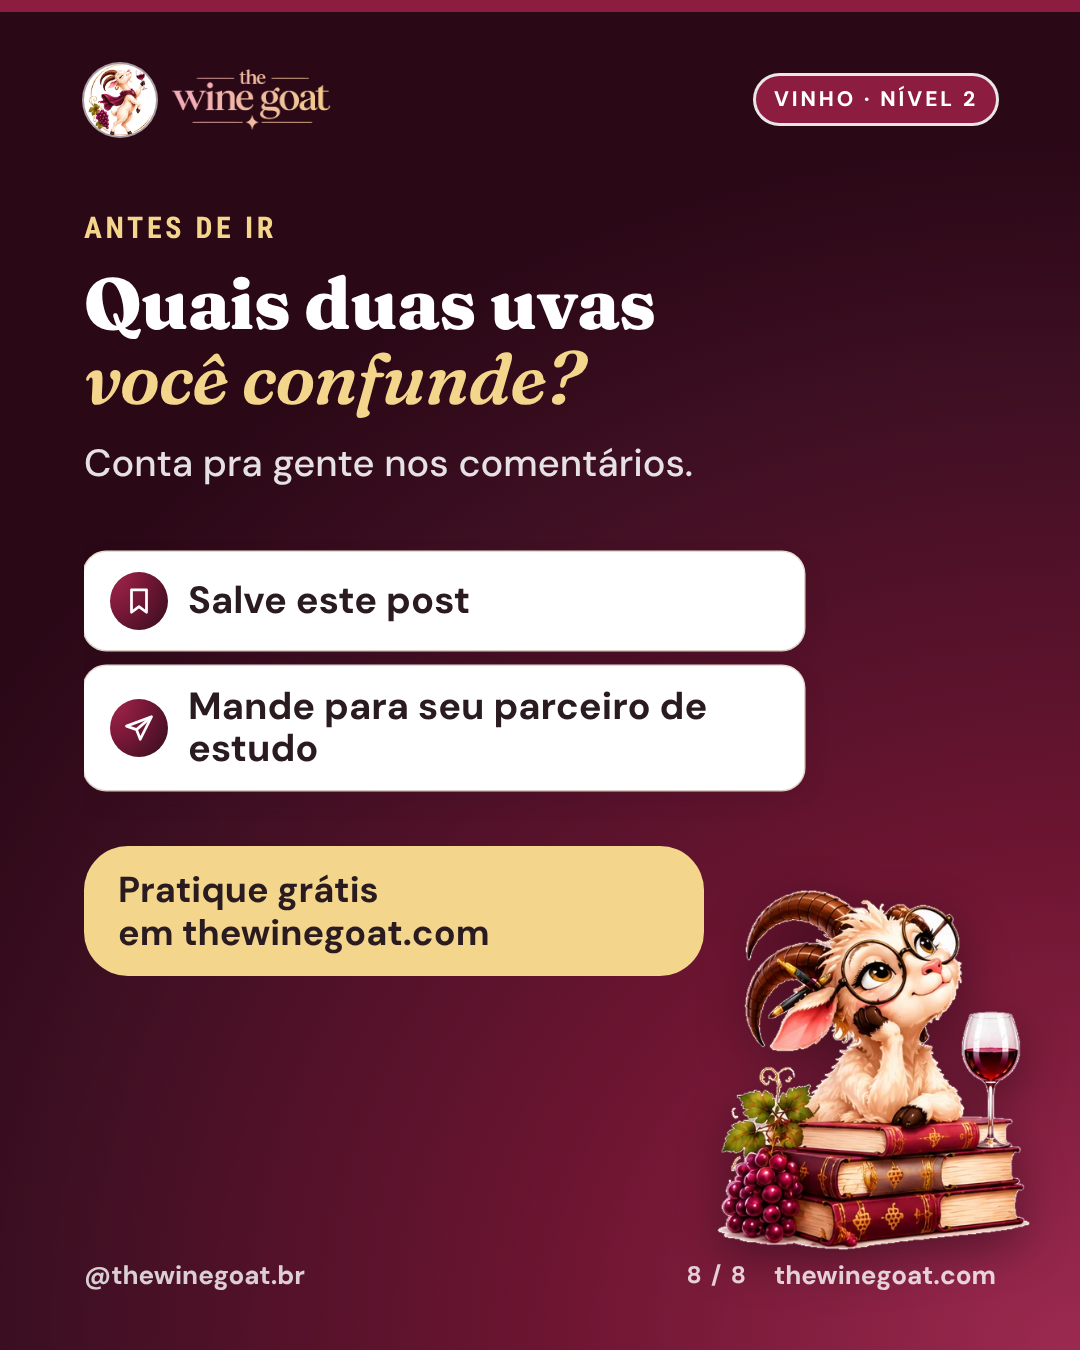 the
wine goat
VINHO · NÍVEL 2
ANTES DE IR
Quais duas uvas
você confunde?
Conta pra gente nos comentários.
Salve este post
Mande para seu parceiro de
estudo
Pratique grátis
em thewinegoat.com
@thewinegoat.br
8 / 8
thewinegoat.com